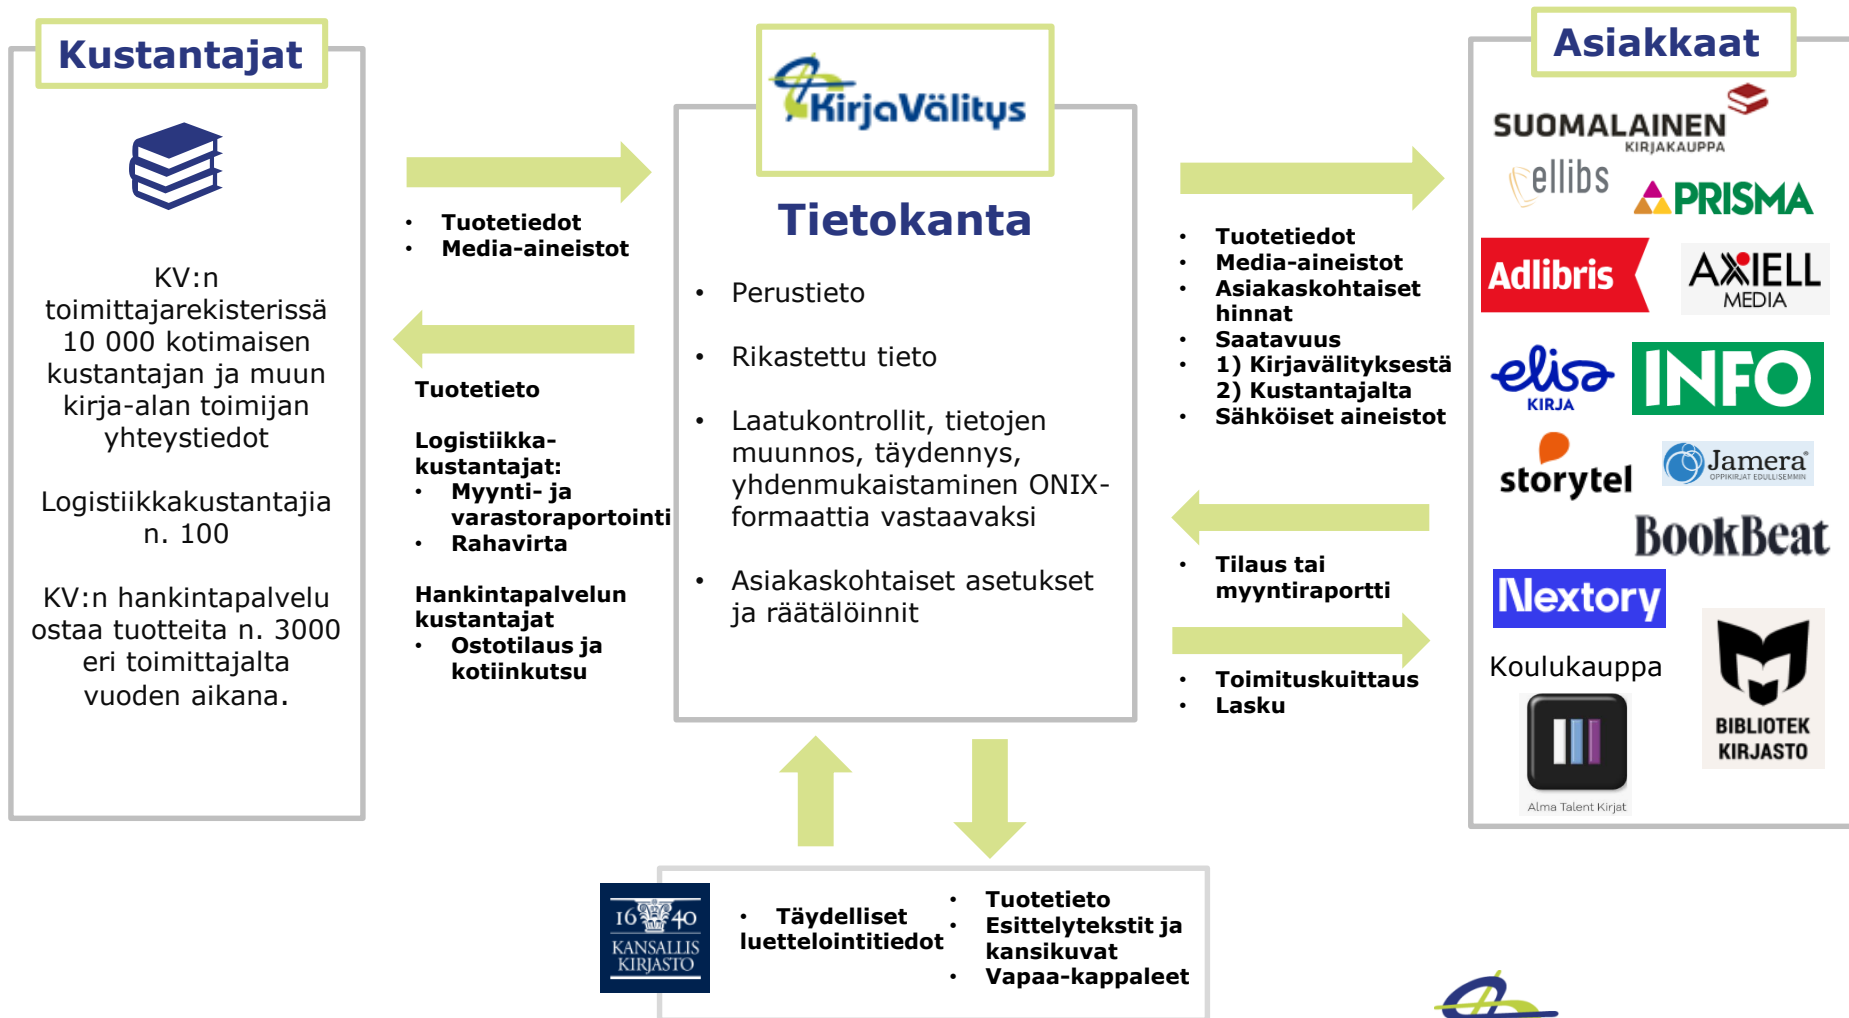 Kustantajat
KV:n
toimittajarekisterissä
10 000 kotimaisen
kustantajan ja muun
kirja-alan toimijan
yhteystiedot
Logistiikkakustantajia
n. 100
KV:n hankintapalvelu
ostaa tuotteita n. 3000
eri toimittajalta
vuoden aikana.
• Tuotetiedot
• Media-aineistot
Tuotetieto
Logistiikka-
kustantajat:
• Myynti- ja
varastoraportointi
• Rahavirta
Hankintapalvelun
kustantajat
• Ostotilaus ja
kotiinkutsu
KirjaVälitys
Tietokanta
• Perustieto
• Rikastettu tieto
• Laatukontrollit, tietojen
muunnos, täydennys,
yhdenmukaistaminen ONIX-
formaattia vastaavaksi
• Asiakaskohtaiset asetukset
ja räätälöinnit
• Tuotetiedot
• Media-aineistot
• Asiakaskohtaiset
hinnat
• Saatavuus
• 1) Kirjavälityksestä
2) Kustantajalta
• Sähköiset aineistot
• Tilaus tai
myyntiraportti
• Toimituskuittaus
• Lasku
Asiakkaat
SUOMALAINEN
KIRJAKAUPPA
ellibs
PRISMA
Adlibris
AXIELL
MEDIA
elisa
KIRJA
INFO
storytel
Jamera
OPPIKIRJAT EDULLISEMMIN
BookBeat
Nextory
Koulukauppa
BIBLIOTEK
KIRJASTO
Alma Talent Kirjat
1640
KANSALLIS
KIRJASTO
• Täydelliset
luettelointitiedot
• Tuotetieto
• Esittelytekstit ja
kansikuvat
• Vapaa-kappaleet